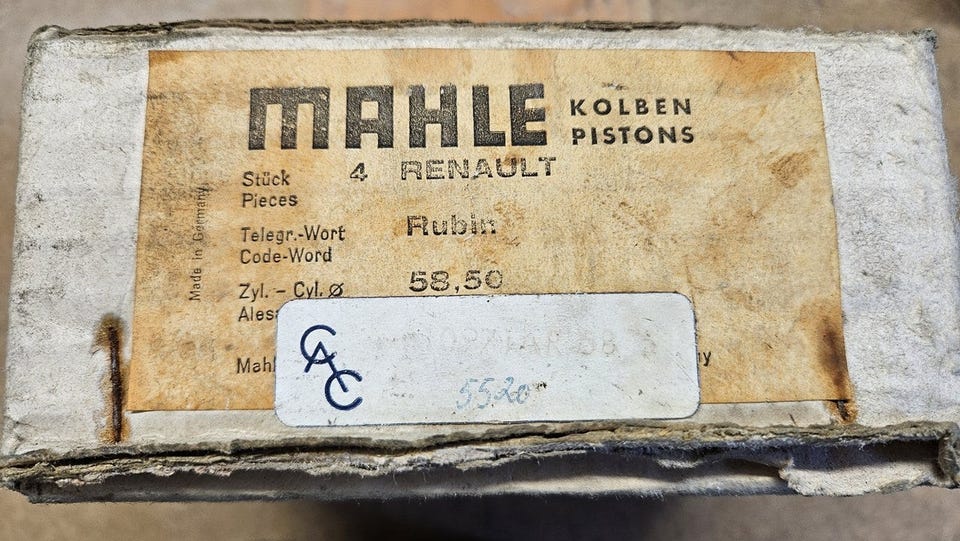 MAHLE KOLBEN
PISTONS
Stück 4 RENAULT
Pieces
Telegr.-Wort Rubin
Code-Word
Zyl. - Cyl. ⌀ 58,50
Made in Germany
CAC
5520